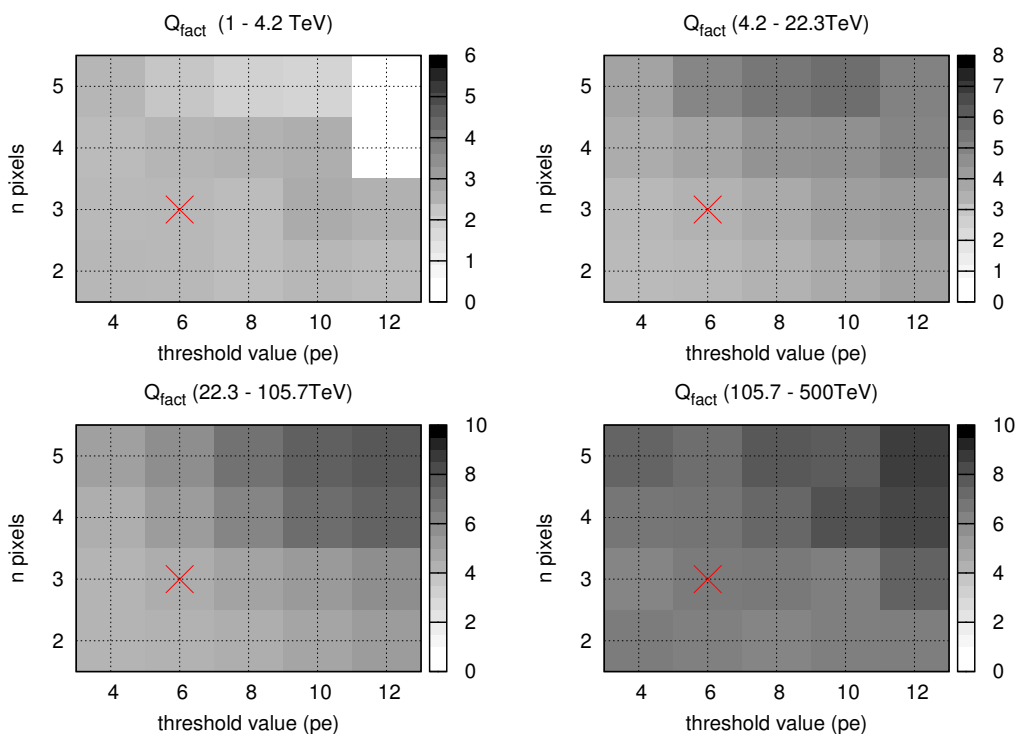 Q_fact (1 - 4.2 TeV)
n pixels
5
4
3
2
4 6 8 10 12
threshold value (pe)
6
5
4
3
2
1
0
Q_fact (4.2 - 22.3TeV)
n pixels
5
4
3
2
4 6 8 10 12
threshold value (pe)
8
7
6
5
4
3
2
1
0
Q_fact (22.3 - 105.7TeV)
n pixels
5
4
3
2
4 6 8 10 12
threshold value (pe)
10
8
6
4
2
0
Q_fact (105.7 - 500TeV)
n pixels
5
4
3
2
4 6 8 10 12
threshold value (pe)
10
8
6
4
2
0